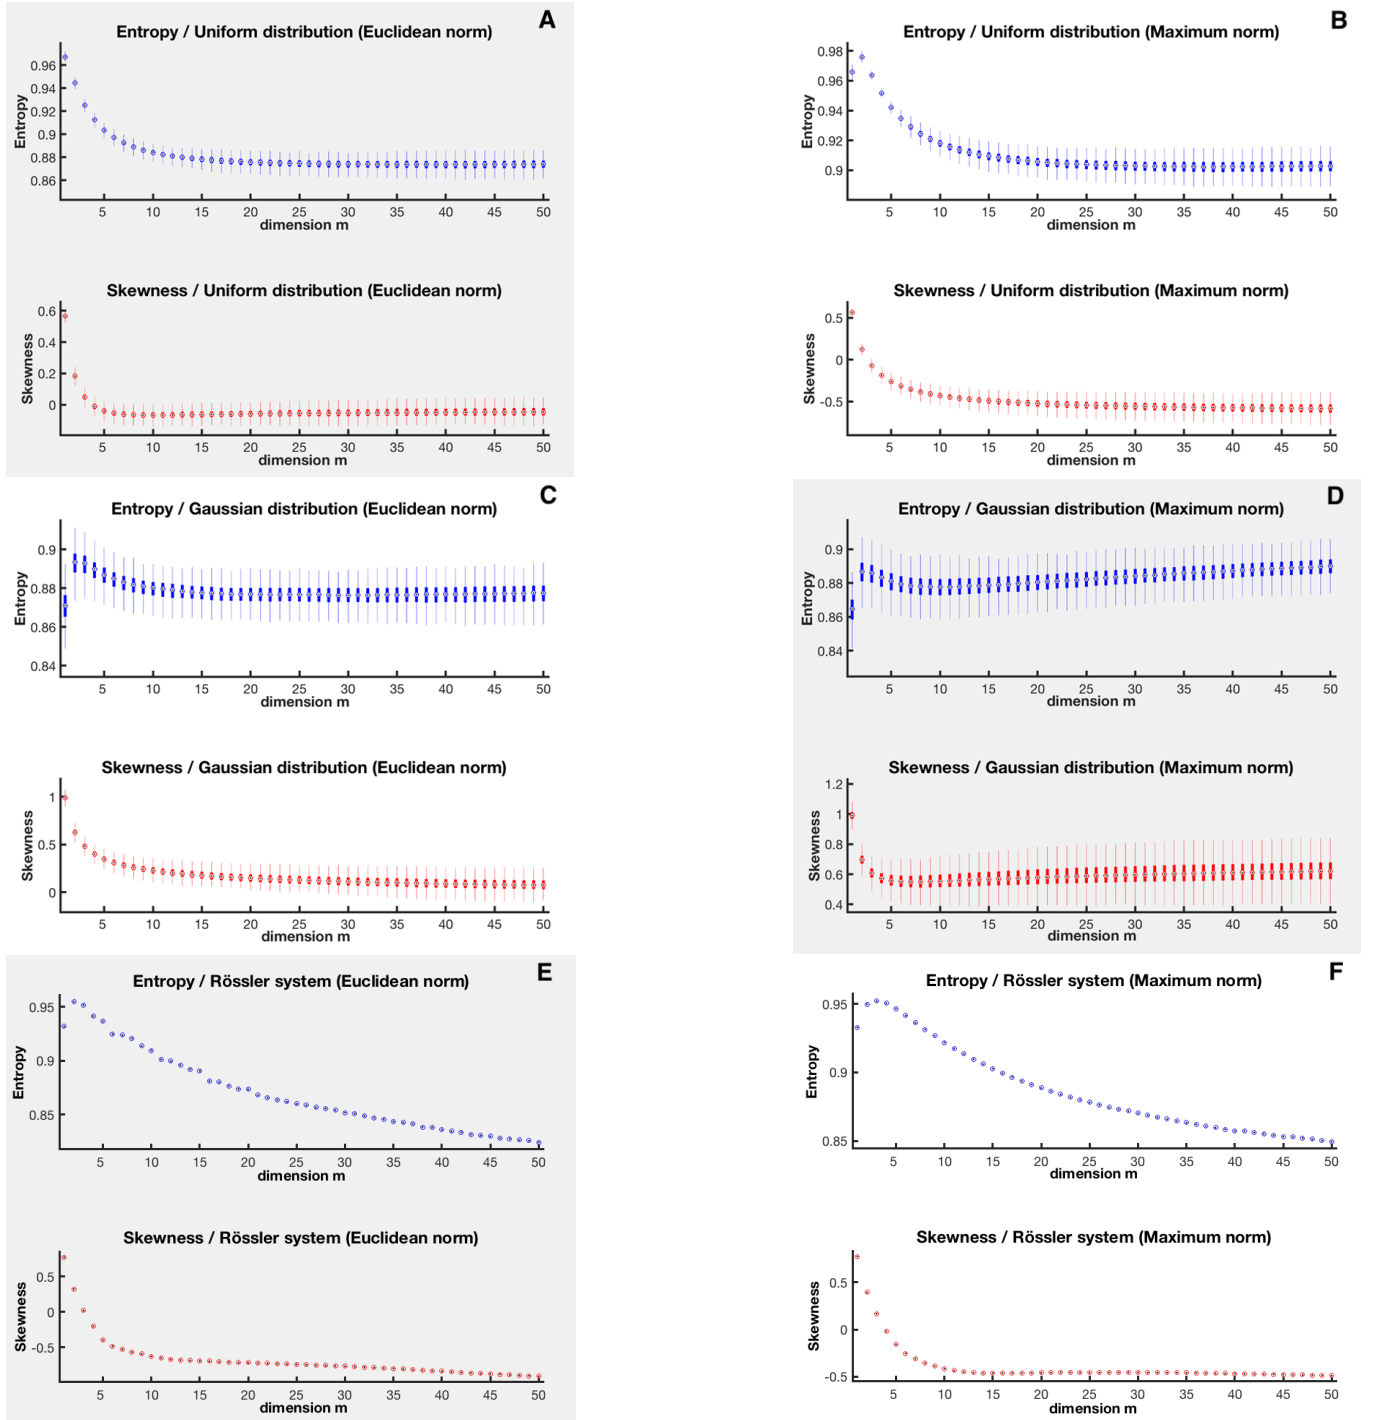 A
Entropy / Uniform distribution (Euclidean norm)
Entropy
0.96
0.94
0.92
0.9
0.88
0.86
5 10 15 20 25 30 35 40 45 50
dimension m
Skewness / Uniform distribution (Euclidean norm)
Skewness
0.6
0.4
0.2
0
5 10 15 20 25 30 35 40 45 50
dimension m
B
Entropy / Uniform distribution (Maximum norm)
Entropy
0.98
0.96
0.94
0.92
0.9
5 10 15 20 25 30 35 40 45 50
dimension m
Skewness / Uniform distribution (Maximum norm)
Skewness
0.5
0
-0.5
5 10 15 20 25 30 35 40 45 50
dimension m
C
Entropy / Gaussian distribution (Euclidean norm)
Entropy
0.9
0.88
0.86
0.84
5 10 15 20 25 30 35 40 45 50
dimension m
Skewness / Gaussian distribution (Euclidean norm)
Skewness
1
0.5
0
5 10 15 20 25 30 35 40 45 50
dimension m
D
Entropy / Gaussian distribution (Maximum norm)
Entropy
0.9
0.88
0.86
0.84
5 10 15 20 25 30 35 40 45 50
dimension m
Skewness / Gaussian distribution (Maximum norm)
Skewness
1.2
1
0.8
0.6
0.4
5 10 15 20 25 30 35 40 45 50
dimension m
E
Entropy / Rössler system (Euclidean norm)
Entropy
0.95
0.9
0.85
5 10 15 20 25 30 35 40 45 50
dimension m
Skewness / Rössler system (Euclidean norm)
Skewness
0.5
0
-0.5
5 10 15 20 25 30 35 40 45 50
dimension m
F
Entropy / Rössler system (Maximum norm)
Entropy
0.95
0.9
0.85
5 10 15 20 25 30 35 40 45 50
dimension m
Skewness / Rössler system (Maximum norm)
Skewness
0.5
0
-0.5
5 10 15 20 25 30 35 40 45 50
dimension m